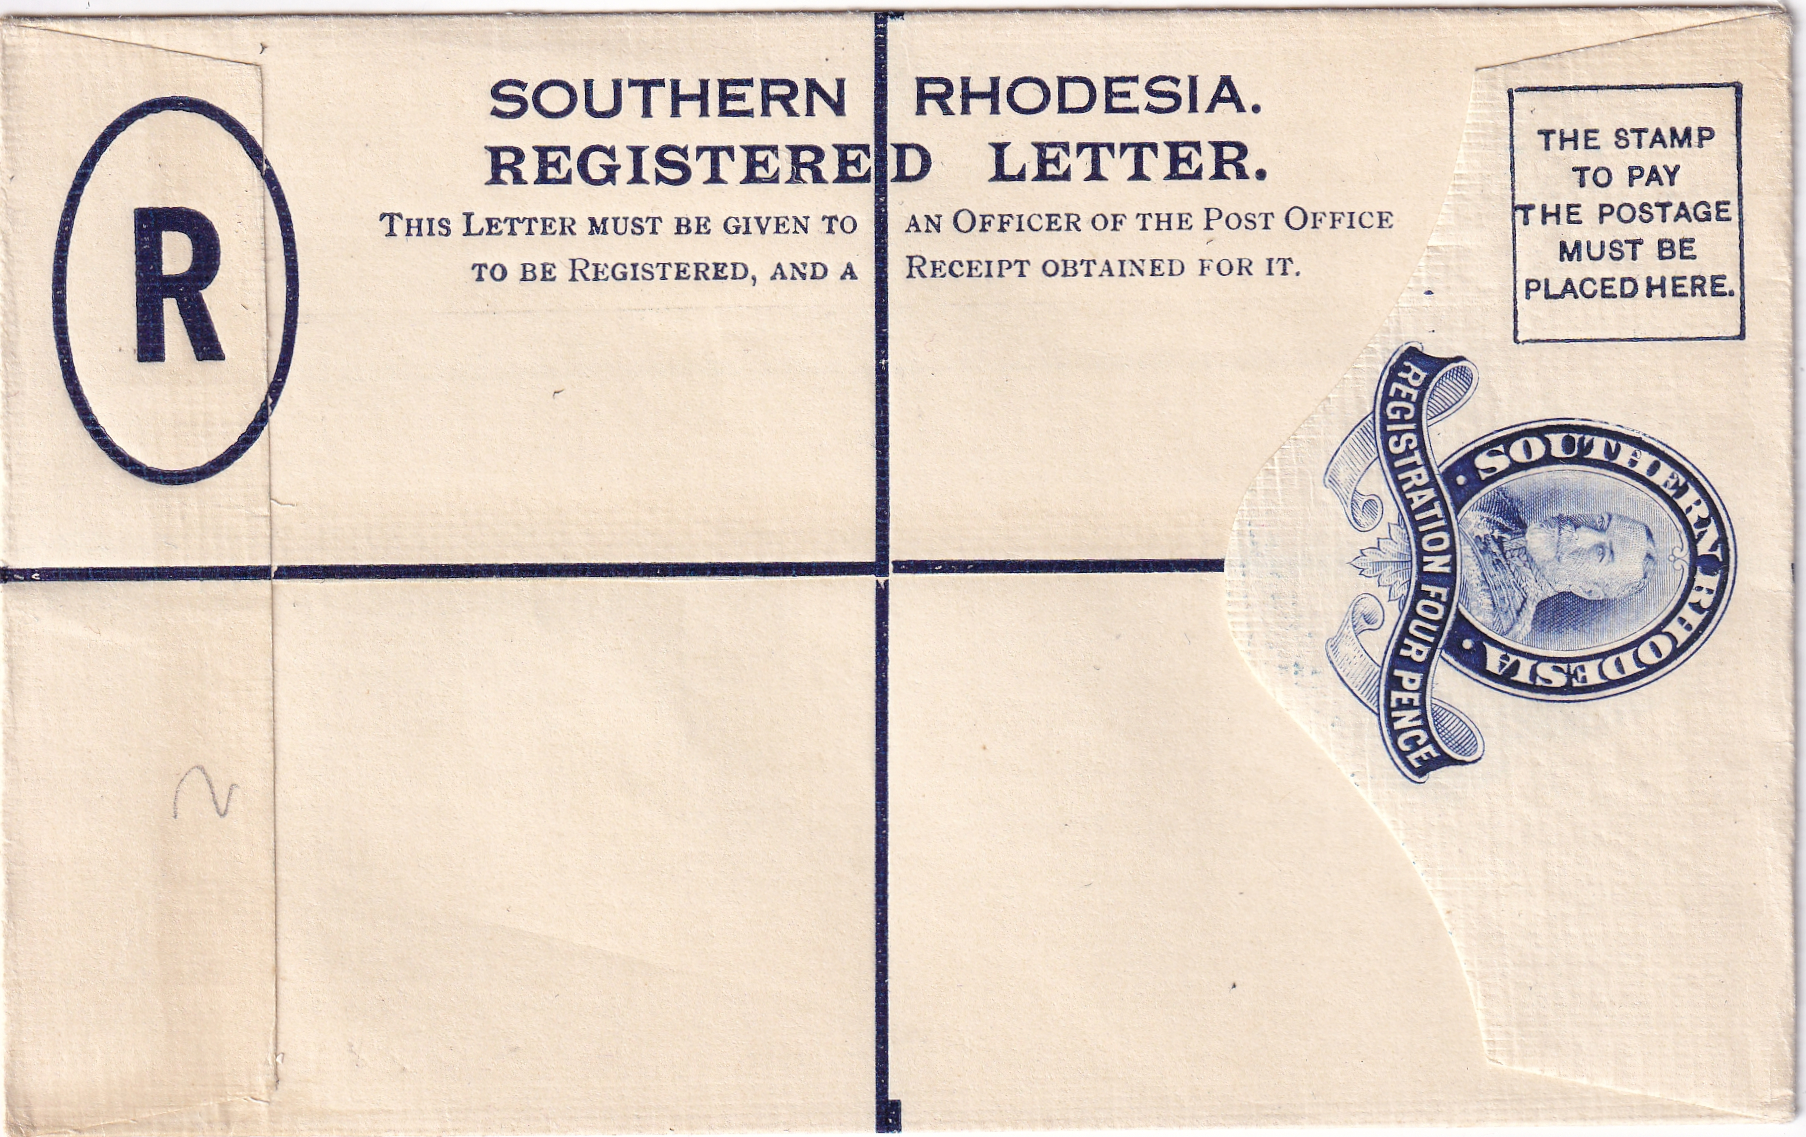 SOUTHERN RHODESIA.
REGISTERED LETTER.
THIS LETTER MUST BE GIVEN TO AN OFFICER OF THE POST OFFICE
TO BE REGISTERED, AND A RECEIPT OBTAINED FOR IT.
R
THE STAMP
TO PAY
THE POSTAGE
MUST BE
PLACED HERE.
REGISTRATION FOUR PENCE
· SOUTHERN RHODESIA ·